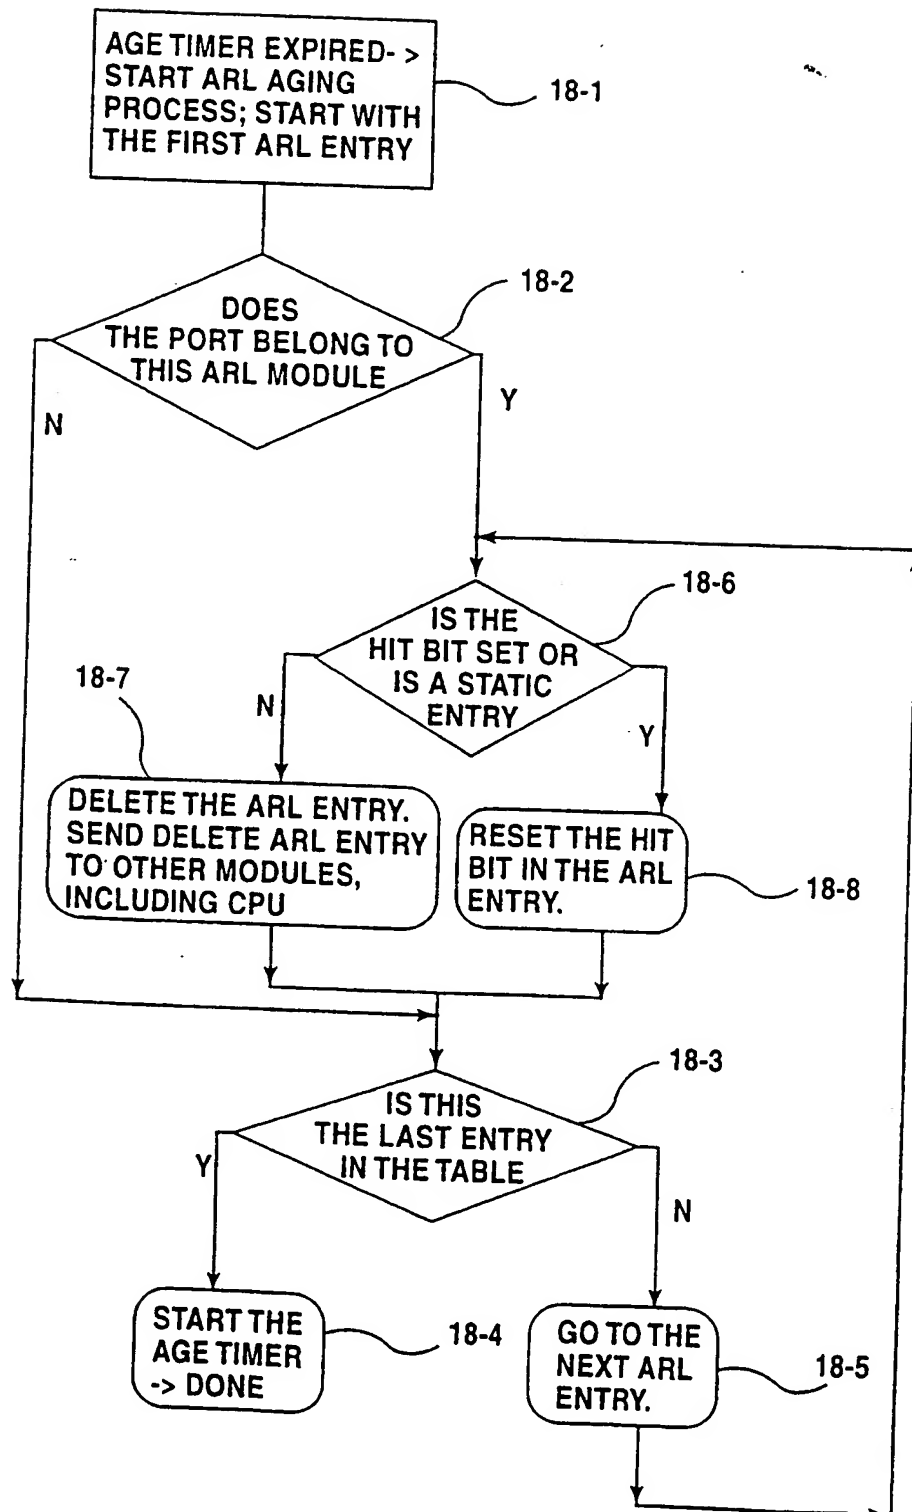 AGE TIMER EXPIRED- >
START ARL AGING
PROCESS; START WITH
THE FIRST ARL ENTRY
18-1
18-2
DOES
THE PORT BELONG TO
THIS ARL MODULE
N
Y
18-6
IS THE
HIT BIT SET OR
IS A STATIC
ENTRY
18-7
N
Y
DELETE THE ARL ENTRY.
SEND DELETE ARL ENTRY
TO OTHER MODULES,
INCLUDING CPU
RESET THE HIT
BIT IN THE ARL
ENTRY.
18-8
18-3
IS THIS
THE LAST ENTRY
IN THE TABLE
Y
N
START THE
AGE TIMER
-> DONE
18-4
GO TO THE
NEXT ARL
ENTRY.
18-5